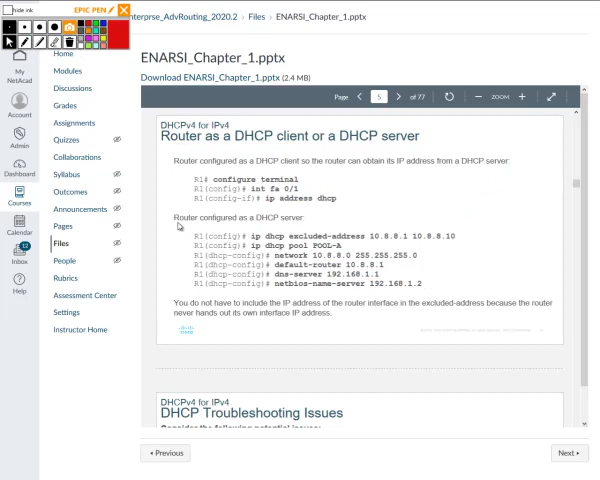 hide ink
EPIC PEN
nterprse_AdvRouting_2020.2 › Files › ENARSI_Chapter_1.pptx
My NetAcad
Account
Admin
Dashboard
Courses
Calendar
12
Inbox
Help
Home
Modules
Discussions
Grades
Assignments
Quizzes
Collaborations
Syllabus
Outcomes
Announcements
Pages
Files
People
Rubrics
Assessment Center
Settings
Instructor Home
ENARSI_Chapter_1.pptx
Download ENARSI_Chapter_1.pptx (2.4 MB)
Page < 5 > of 77 — ZOOM +
DHCPv4 for IPv4
Router as a DHCP client or a DHCP server
Router configured as a DHCP client so the router can obtain its IP address from a DHCP server:
R1# configure terminal
R1(config)# int fa 0/1
R1(config-if)# ip address dhcp
Router configured as a DHCP server:
R1(config)# ip dhcp excluded-address 10.8.8.1 10.8.8.10
R1(config)# ip dhcp pool POOL-A
R1(dhcp-config)# network 10.8.8.0 255.255.255.0
R1(dhcp-config)# default-router 10.8.8.1
R1(dhcp-config)# dns-server 192.168.1.1
R1(dhcp-config)# netbios-name-server 192.168.1.2
You do not have to include the IP address of the router interface in the excluded-address because the router
never hands out its own interface IP address.
cisco
DHCPv4 for IPv4
DHCP Troubleshooting Issues
Consider the following potential issues:
◂ Previous
Next ▸